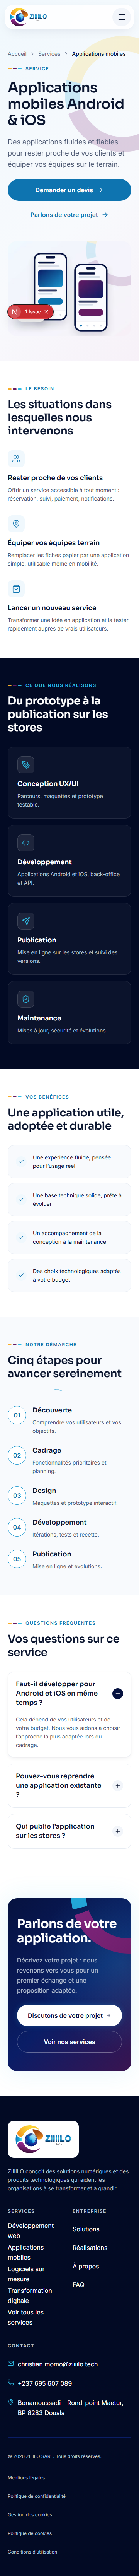 ZIIIILO
Accueil > Services > Applications mobiles
SERVICE
Applications
mobiles Android
& iOS
Des applications fluides et fiables
pour rester proche de vos clients et
équiper vos équipes sur le terrain.
Demander un devis →
Parlons de votre projet →
N 1 Issue ×
LE BESOIN
Les situations dans
lesquelles nous
intervenons
Rester proche de vos clients
Offrir un service accessible à tout moment :
réservation, suivi, paiement, notifications.
Équiper vos équipes terrain
Remplacer les fiches papier par une application
simple, utilisable même en mobilité.
Lancer un nouveau service
Transformer une idée en application et la tester
rapidement auprès de vrais utilisateurs.
CE QUE NOUS RÉALISONS
Du prototype à la
publication sur les
stores
Conception UX/UI
Parcours, maquettes et prototype
testable.
Développement
Applications Android et iOS, back-office
et API.
Publication
Mise en ligne sur les stores et suivi des
versions.
Maintenance
Mises à jour, sécurité et évolutions.
VOS BÉNÉFICES
Une application utile,
adoptée et durable
Une expérience fluide, pensée
pour l'usage réel
Une base technique solide, prête à
évoluer
Un accompagnement de la
conception à la maintenance
Des choix technologiques adaptés
à votre budget
NOTRE DÉMARCHE
Cinq étapes pour
avancer sereinement
01
Découverte
Comprendre vos utilisateurs et vos
objectifs.
02
Cadrage
Fonctionnalités prioritaires et
planning.
03
Design
Maquettes et prototype interactif.
04
Développement
Itérations, tests et recette.
05
Publication
Mise en ligne et évolutions.
QUESTIONS FRÉQUENTES
Vos questions sur ce
service
Faut-il développer pour
Android et iOS en même
temps ?
Cela dépend de vos utilisateurs et de
votre budget. Nous vous aidons à choisir
l'approche la plus adaptée lors du
cadrage.
Pouvez-vous reprendre
une application existante
?
Qui publie l'application
sur les stores ?
Parlons de votre
application.
Décrivez votre projet : nous
revenons vers vous pour un
premier échange et une
proposition adaptée.
Discutons de votre projet →
Voir nos services
ZIIIILO
ZIIIILO conçoit des solutions numériques et des
produits technologiques qui aident les
organisations à se transformer et à grandir.
SERVICES
Développement
web
Applications
mobiles
Logiciels sur
mesure
Transformation
digitale
Voir tous les
services
ENTREPRISE
Solutions
Réalisations
À propos
FAQ
CONTACT
christian.momo@ziiiilo.tech
+237 695 607 089
Bonamoussadi – Rond-point Maetur,
BP 8283 Douala
© 2026 ZIIIILO SARL. Tous droits réservés.
Mentions légales
Politique de confidentialité
Gestion des cookies
Politique de cookies
Conditions d'utilisation